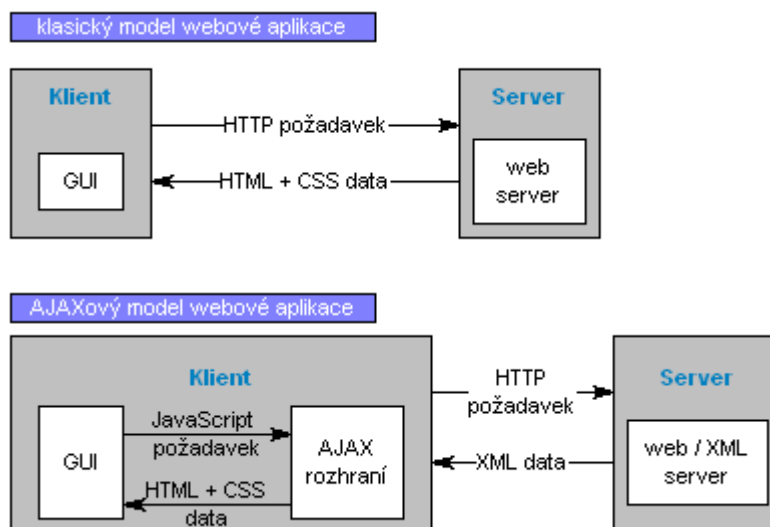 klasický model webové aplikace
Klient
Server
HTTP požadavek
GUI
HTML + CSS data
web
server
AJAXový model webové aplikace
Klient
Server
HTTP
požadavek
JavaScript
požadavek
GUI
AJAX
rozhraní
web / XML
server
XML data
HTML + CSS
data